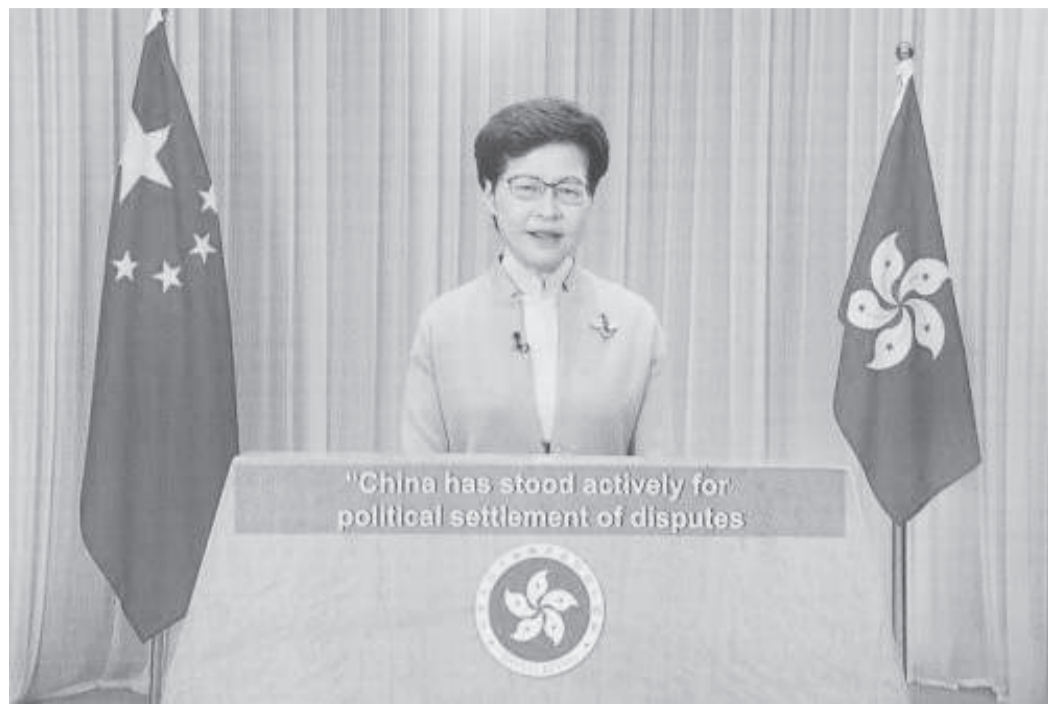 "China has stood actively for
political settlement of disputes